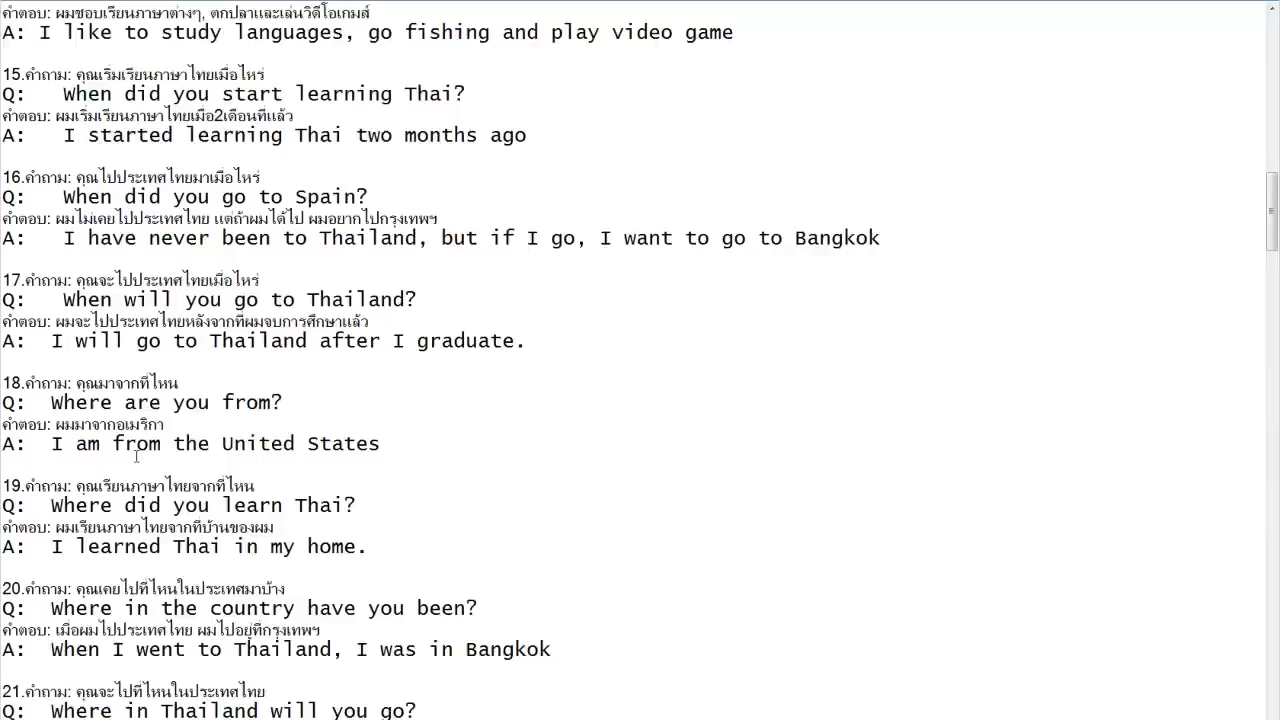 คำตอบ: ผมชอบเรียนภาษาต่างๆ, ตกปลาและเล่นวิดีโอเกมส์
A: I like to study languages, go fishing and play video game
15.คำถาม: คุณเริ่มเรียนภาษาไทยเมื่อไหร่
Q: When did you start learning Thai?
คำตอบ: ผมเริ่มเรียนภาษาไทยเมื่อ2เดือนที่แล้ว
A: I started learning Thai two months ago
16.คำถาม: คุณไปประเทศไทยมาเมื่อไหร่
Q: When did you go to Spain?
คำตอบ: ผมไม่เคยไปประเทศไทย แต่ถ้าผมได้ไป ผมอยากไปกรุงเทพฯ
A: I have never been to Thailand, but if I go, I want to go to Bangkok
17.คำถาม: คุณจะไปประเทศไทยเมื่อไหร่
Q: When will you go to Thailand?
คำตอบ: ผมจะไปประเทศไทยหลังจากที่ผมจบการศึกษาแล้ว
A: I will go to Thailand after I graduate.
18.คำถาม: คุณมาจากที่ไหน
Q: Where are you from?
คำตอบ: ผมมาจากอเมริกา
A: I am from the United States
19.คำถาม: คุณเรียนภาษาไทยจากที่ไหน
Q: Where did you learn Thai?
คำตอบ: ผมเรียนภาษาไทยจากที่บ้านของผม
A: I learned Thai in my home.
20.คำถาม: คุณเคยไปที่ไหนในประเทศมาบ้าง
Q: Where in the country have you been?
คำตอบ: เมื่อผมไปประเทศไทย ผมไปอยู่ที่กรุงเทพฯ
A: When I went to Thailand, I was in Bangkok
21.คำถาม: คุณจะไปที่ไหนในประเทศไทย
Q: Where in Thailand will you go?